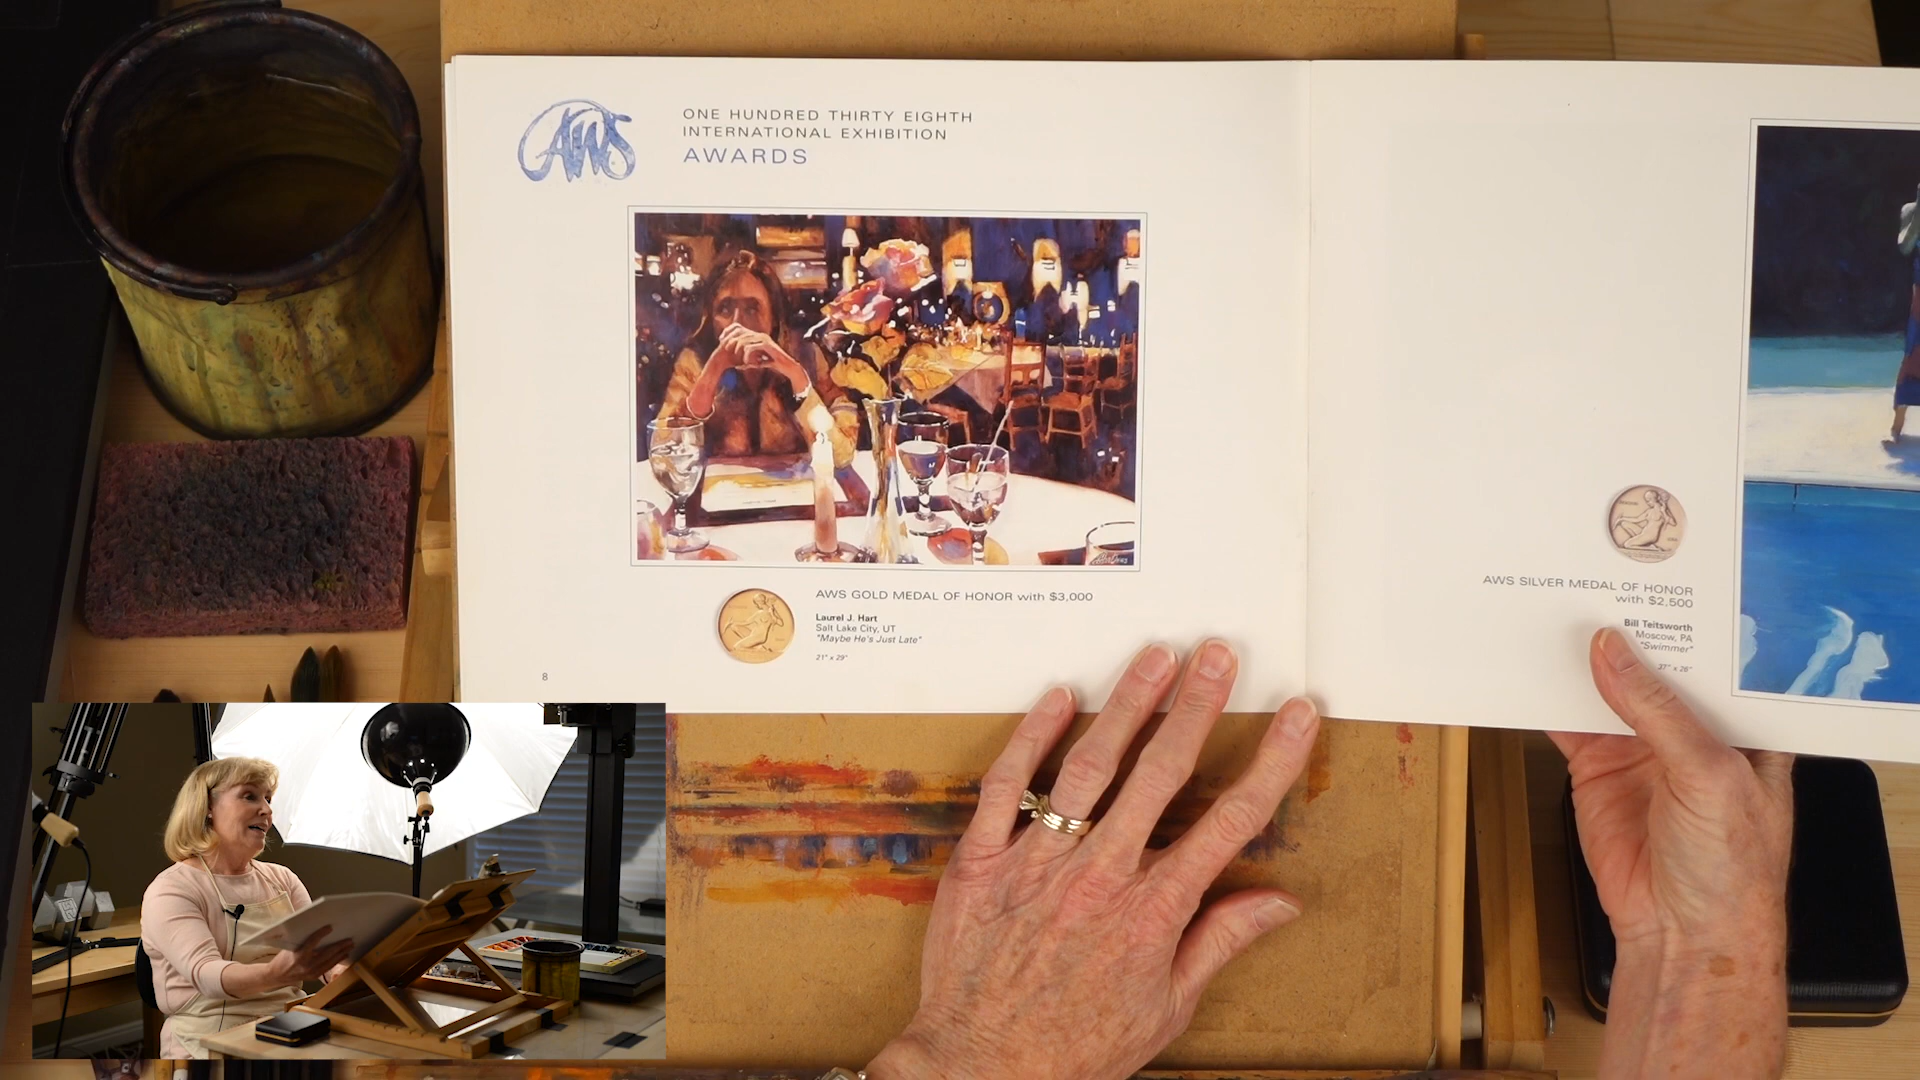 AWS
ONE HUNDRED THIRTY EIGHTH
INTERNATIONAL EXHIBITION
AWARDS
AWS GOLD MEDAL OF HONOR with $3,000
Laurel J. Hart
Salt Lake City, UT
"Maybe He's Just Late"
21" x 29"
8
AWS SILVER MEDAL OF HONOR
with $2,500
Bill Teitsworth
Moscow, PA
"Swimmer"
37" x 26"